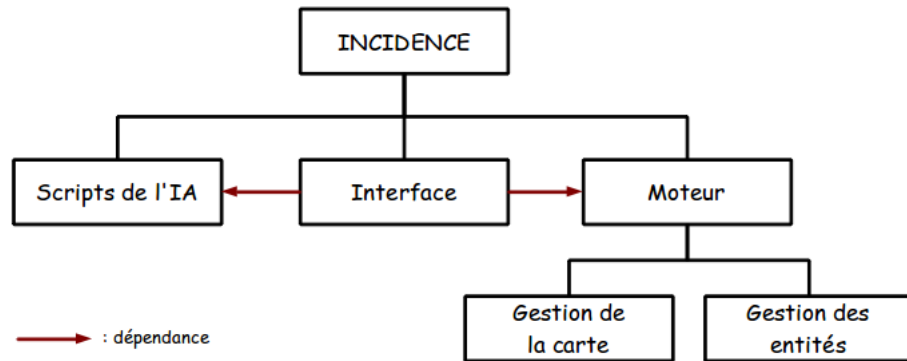 INCIDENCE
Scripts de l'IA
Interface
Moteur
Gestion de
la carte
Gestion des
entités
: dépendance